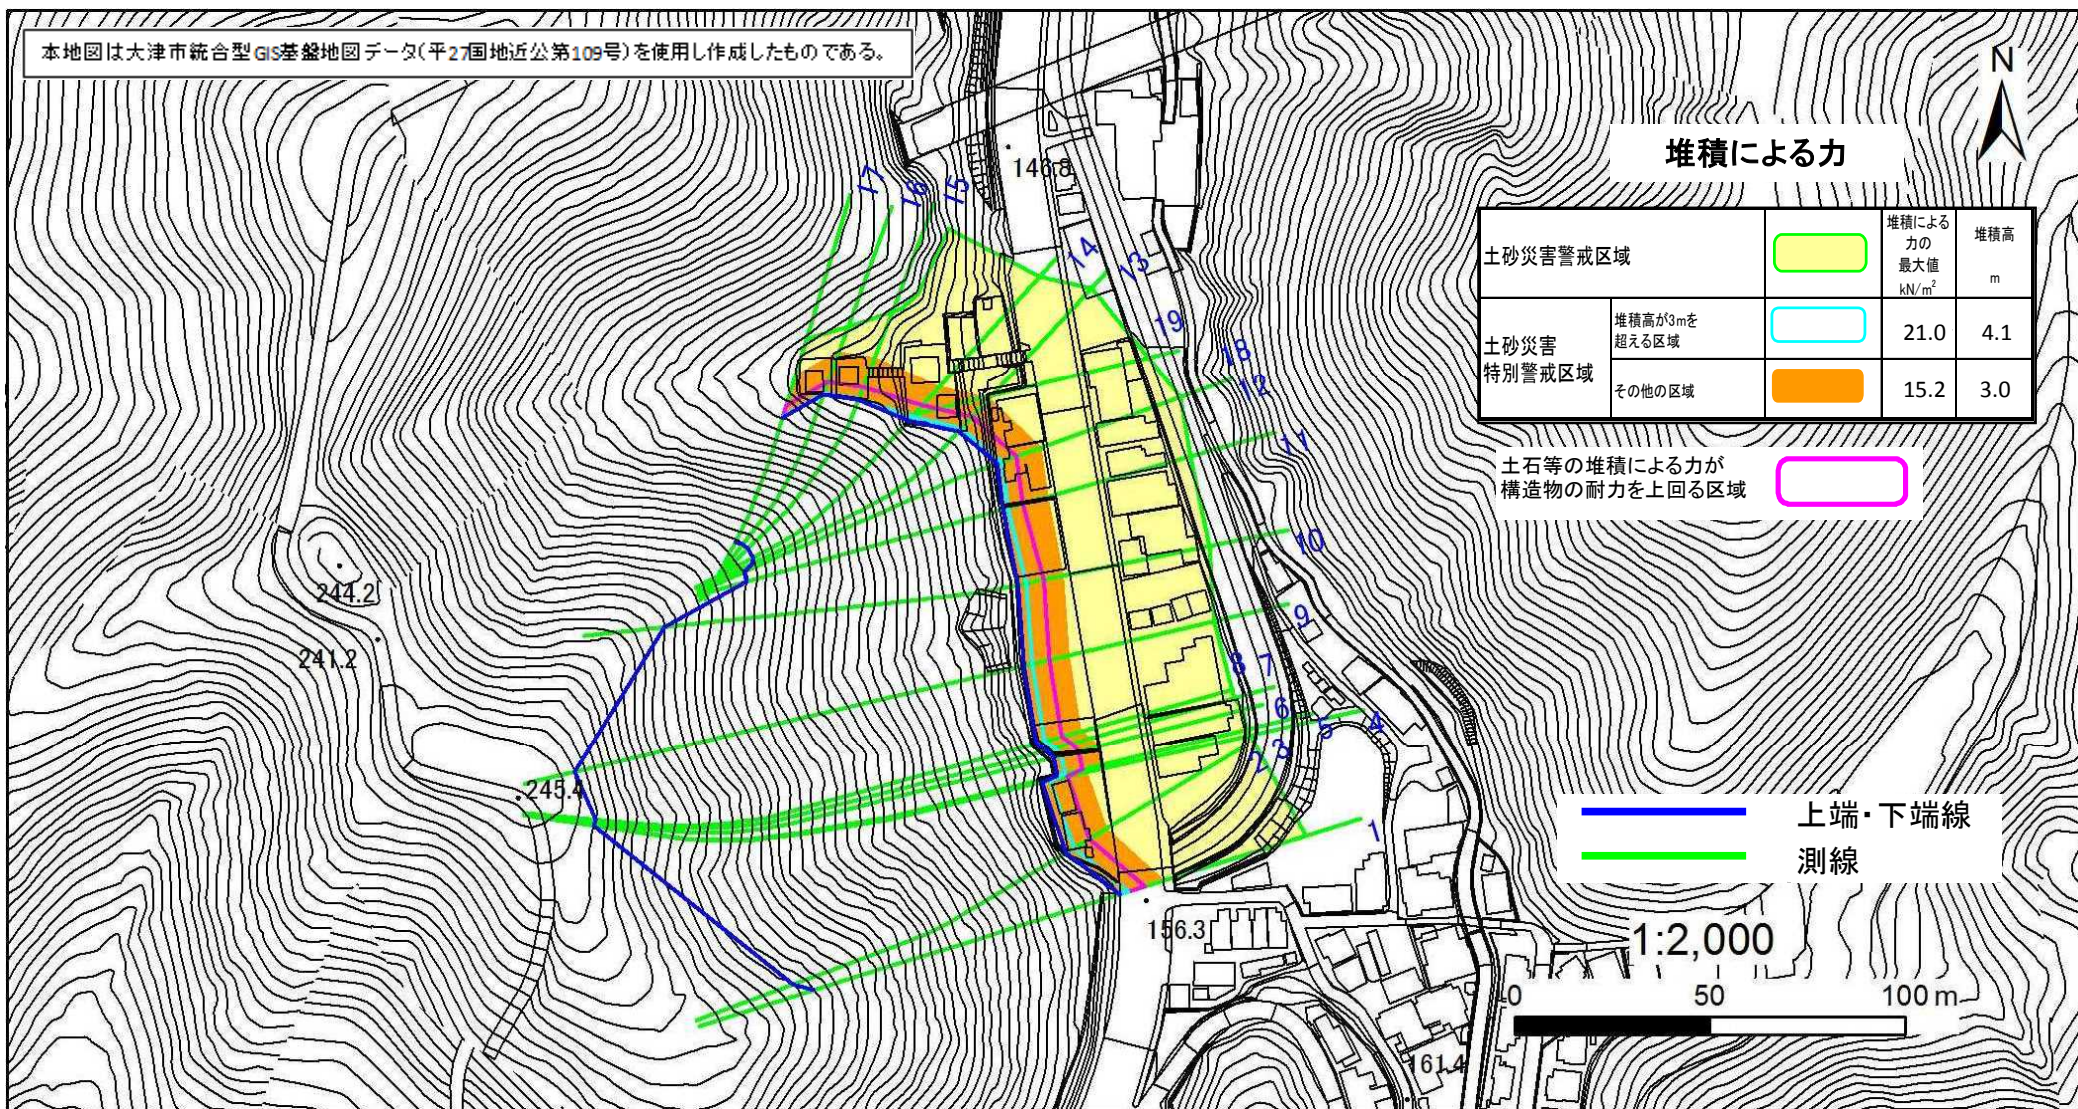 本地図は大津市統合型GIS基盤地図データ(平27国地近公第109号)を使用し作成したものである。
N
堆積による力
土砂災害警戒区域
堆積による
力の
最大値
kN/m²
堆積高
m
土砂災害
特別警戒区域
堆積高が3mを
超える区域
21.0
4.1
その他の区域
15.2
3.0
土石等の堆積による力が
構造物の耐力を上回る区域
17
16
15
146.8
14
13
19
18
12
11
10
9
8
7
6
5
4
3
2
1
244.2
241.2
245.4
156.3
161.4
上端・下端線
測線
1:2,000
0 50 100 m